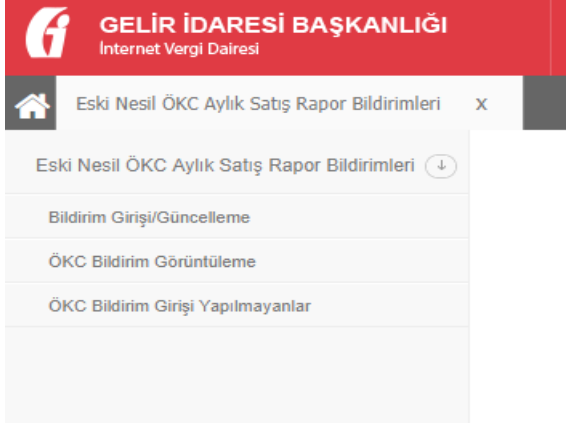 GELİR İDARESİ BAŞKANLIĞI
İnternet Vergi Dairesi
Eski Nesil ÖKC Aylık Satış Rapor Bildirimleri x
Eski Nesil ÖKC Aylık Satış Rapor Bildirimleri
Bildirim Girişi/Güncelleme
ÖKC Bildirim Görüntüleme
ÖKC Bildirim Girişi Yapılmayanlar